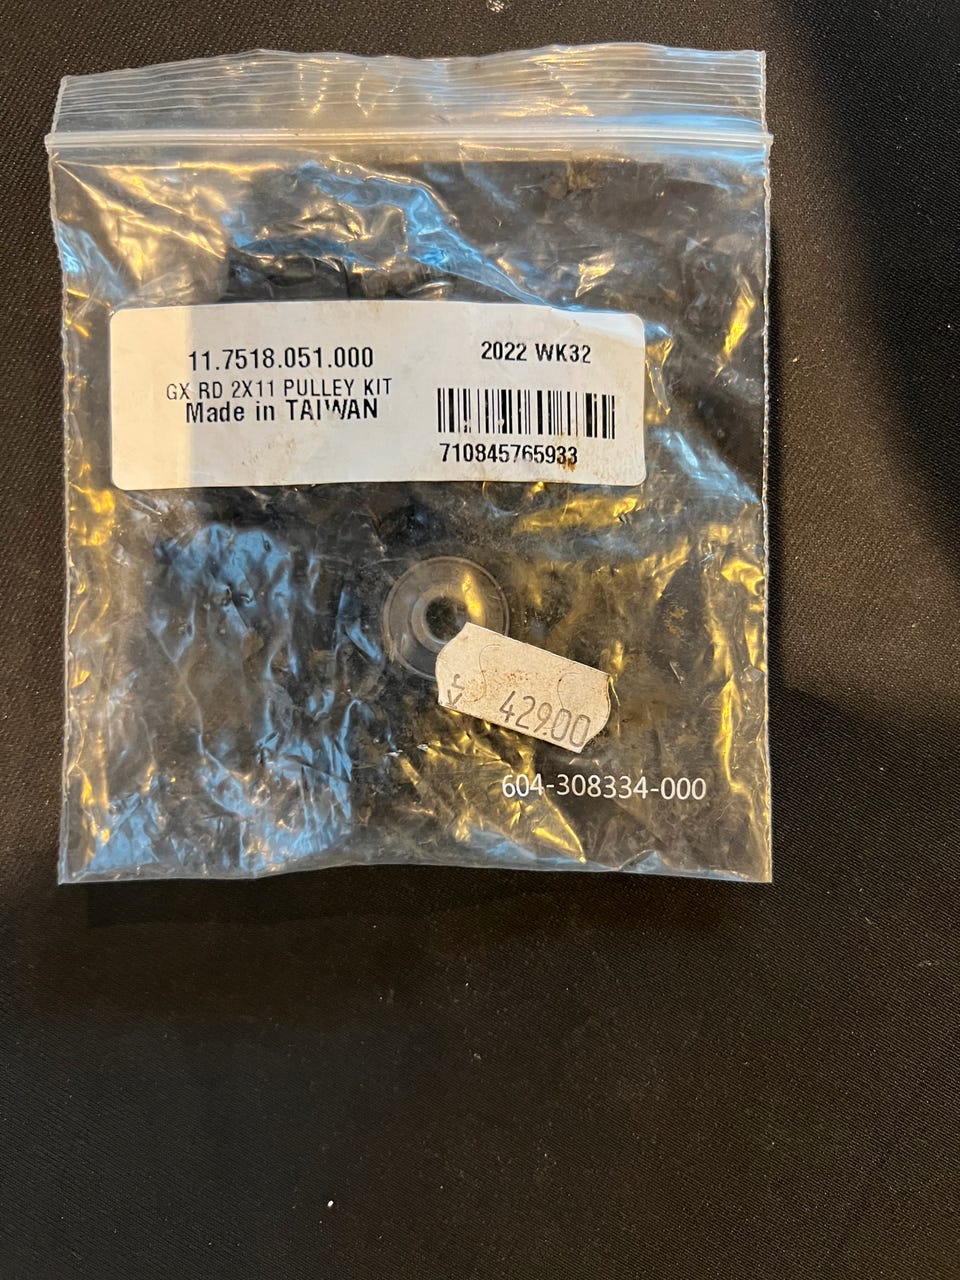 11.7518.051.000
GX RD 2X11 PULLEY KIT
Made in TAIWAN
2022 WK32
710845765933
429.00
604-308334-000